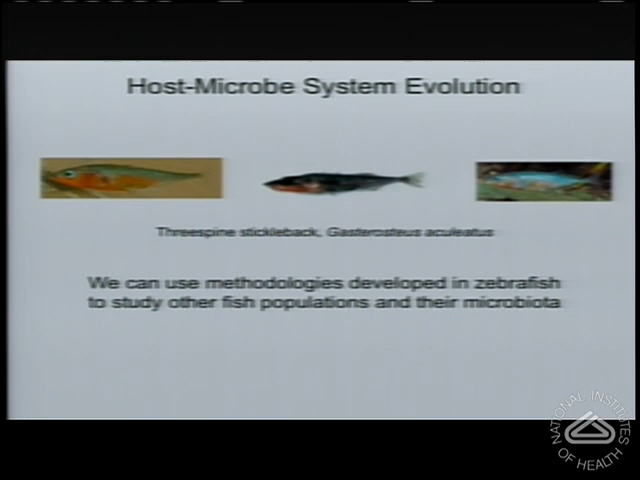 Host-Microbe System Evolution
Threespine stickleback, Gasterosteus aculeatus
We can use methodologies developed in zebrafish
to study other fish populations and their microbiota
NATIONAL INSTITUTES
OF HEALTH